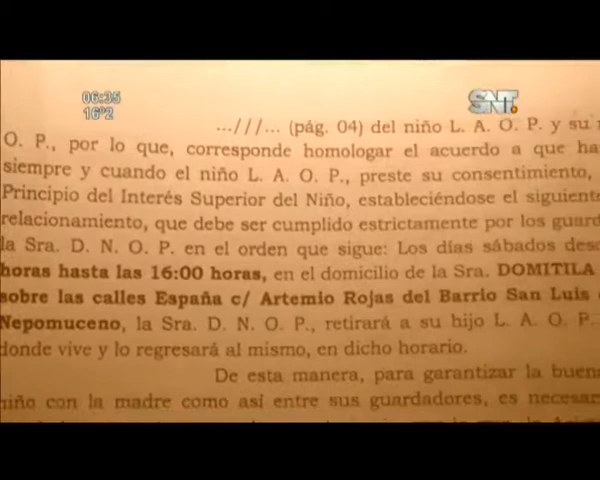 06:35
16°2
SNT.
...///... (pág. 04) del niño L. A. O. P. y su
O. P., por lo que, corresponde homologar el acuerdo a que ha
siempre y cuando el niño L. A. O. P., preste su consentimiento,
Principio del Interés Superior del Niño, estableciéndose el siguiente
relacionamiento, que debe ser cumplido estrictamente por los guard
la Sra. D. N. O. P. en el orden que sigue: Los días sábados desd
horas hasta las 16:00 horas, en el domicilio de la Sra. DOMITILA
sobre las calles España c/ Artemio Rojas del Barrio San Luis
Nepomuceno, la Sra. D. N. O. P., retirará a su hijo L. A. O. P.
donde vive y lo regresará al mismo, en dicho horario.
De esta manera, para garantizar la buena
niño con la madre como así entre sus guardadores, es necesar